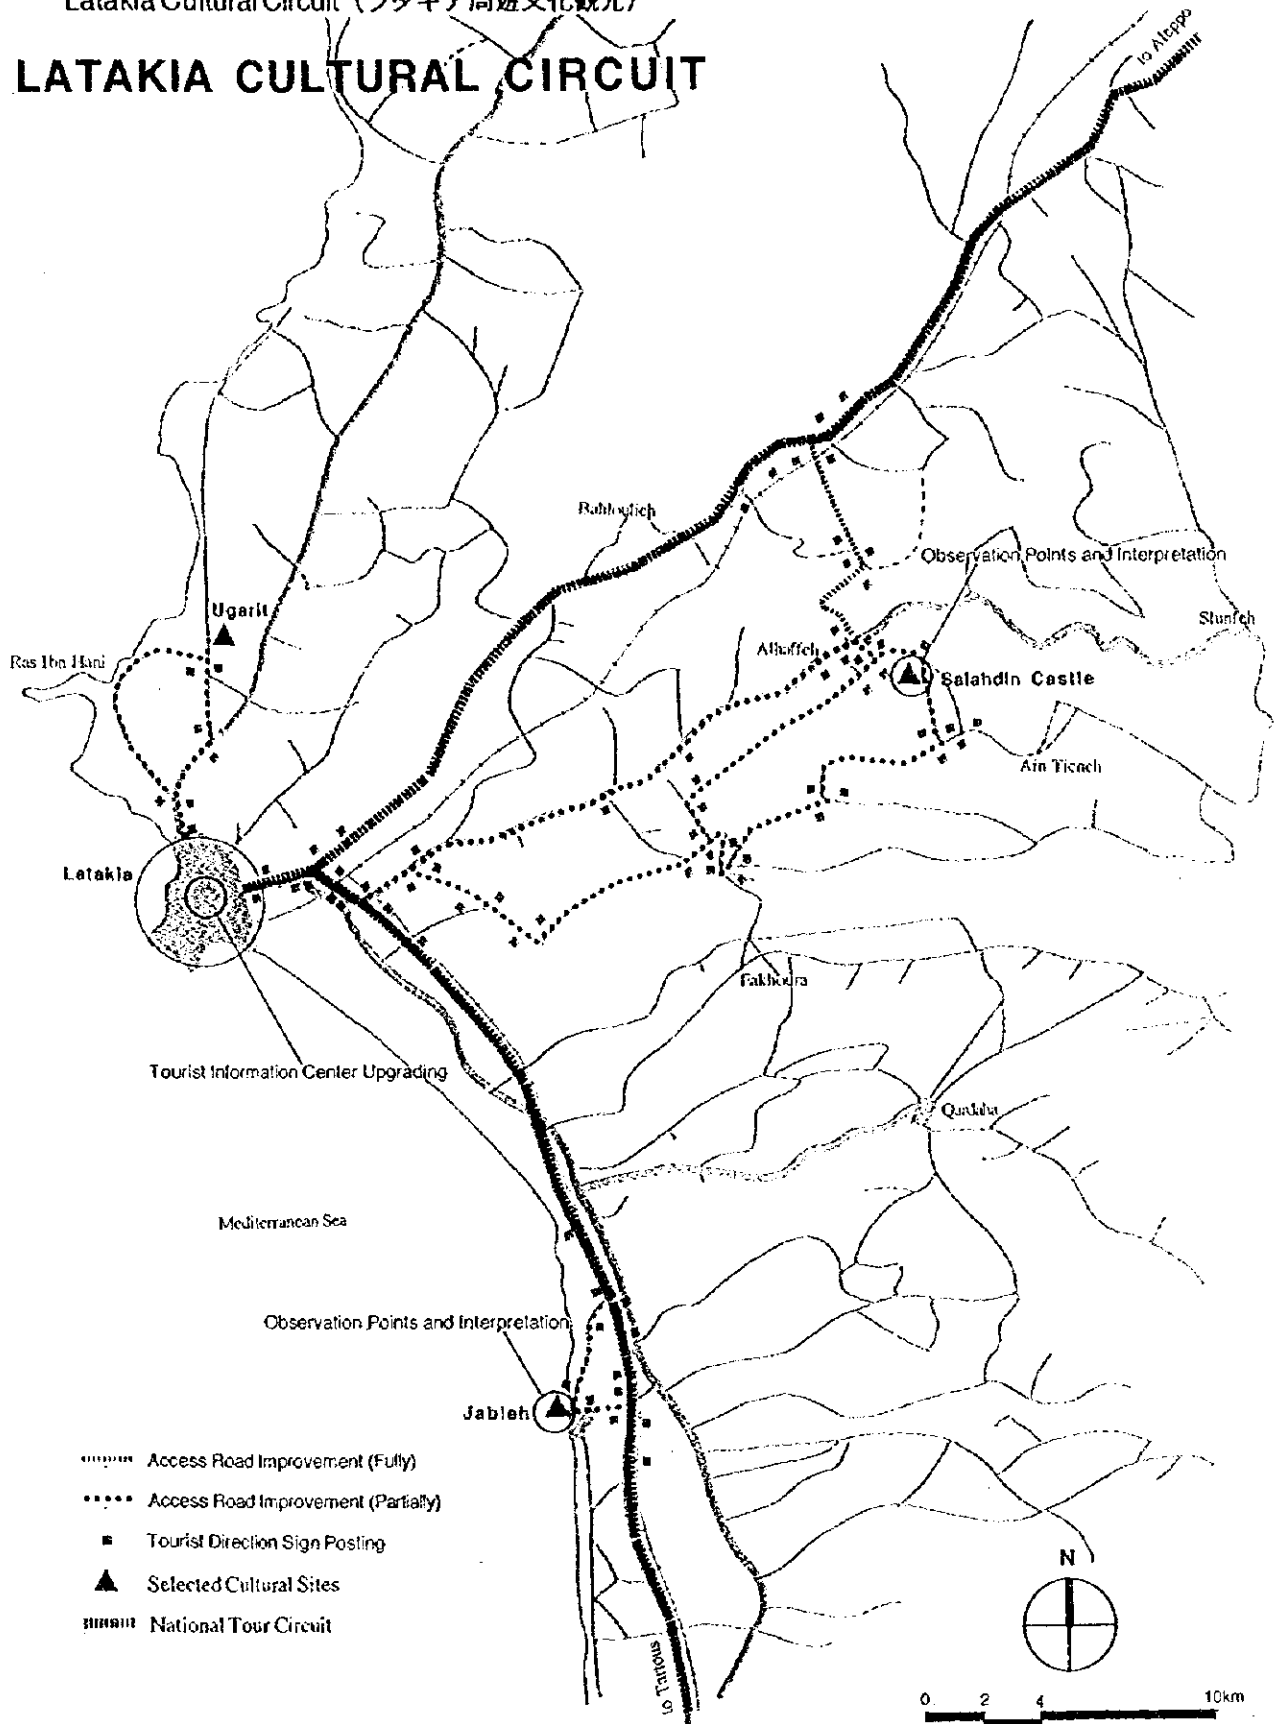 Latakia Cultural Circuit（ラタキア周遊文化観光）
LATAKIA CULTURAL CIRCUIT
to Aleppo
Observation Points and Interpretation
Ugarit
Ras Ibn Hani
Alhaffeh
Slunfeh
Salahdin Castle
Latakia
Fakhoura
Tourist Information Center Upgrading
Qardaha
Mediterranean Sea
Observation Points and Interpretation
Jableh
Access Road Improvement (Fully)
Access Road Improvement (Partially)
Tourist Direction Sign Posting
Selected Cultural Sites
National Tour Circuit
to Tartous
N
0 2 4 10km